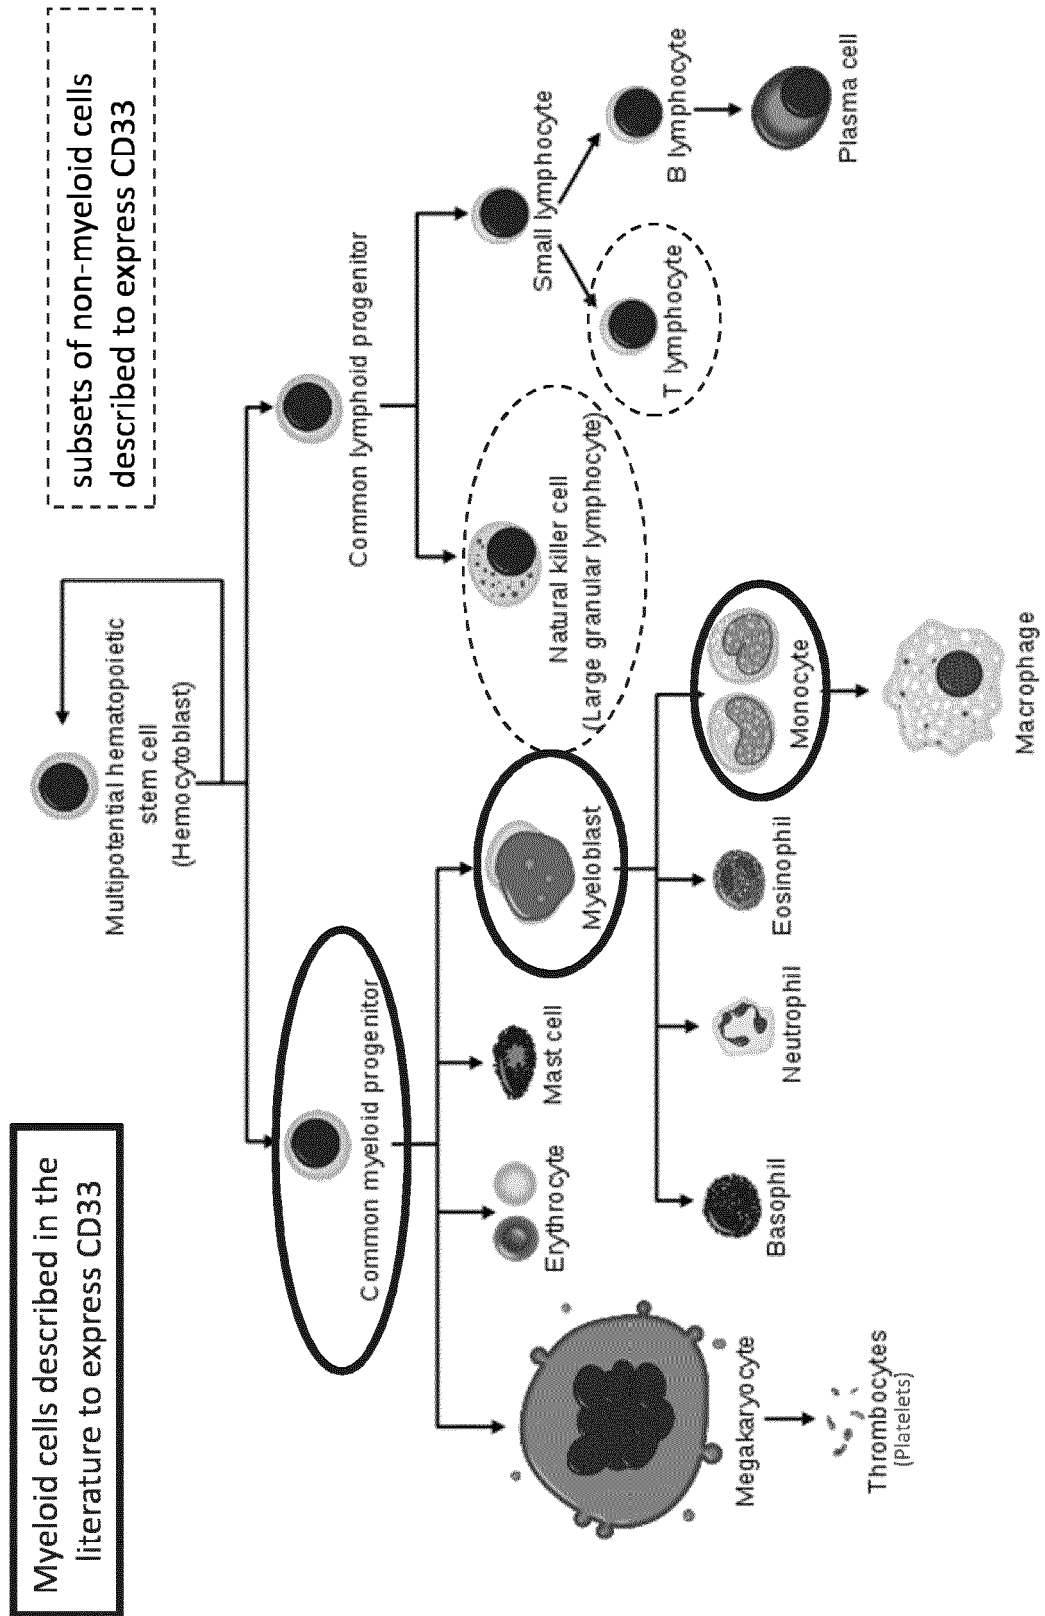 Myeloid cells described in the
literature to express CD33
subsets of non-myeloid cells
described to express CD33
Multipotential hematopoietic
stem cell
(Hemocytoblast)
Common myeloid progenitor
Common lymphoid progenitor
Megakaryocyte
Erythrocyte
Mast cell
Myeloblast
Natural killer cell
(Large granular lymphocyte)
Small lymphocyte
Thrombocytes
(Platelets)
Basophil
Neutrophil
Eosinophil
Monocyte
T lymphocyte
B lymphocyte
Macrophage
Plasma cell